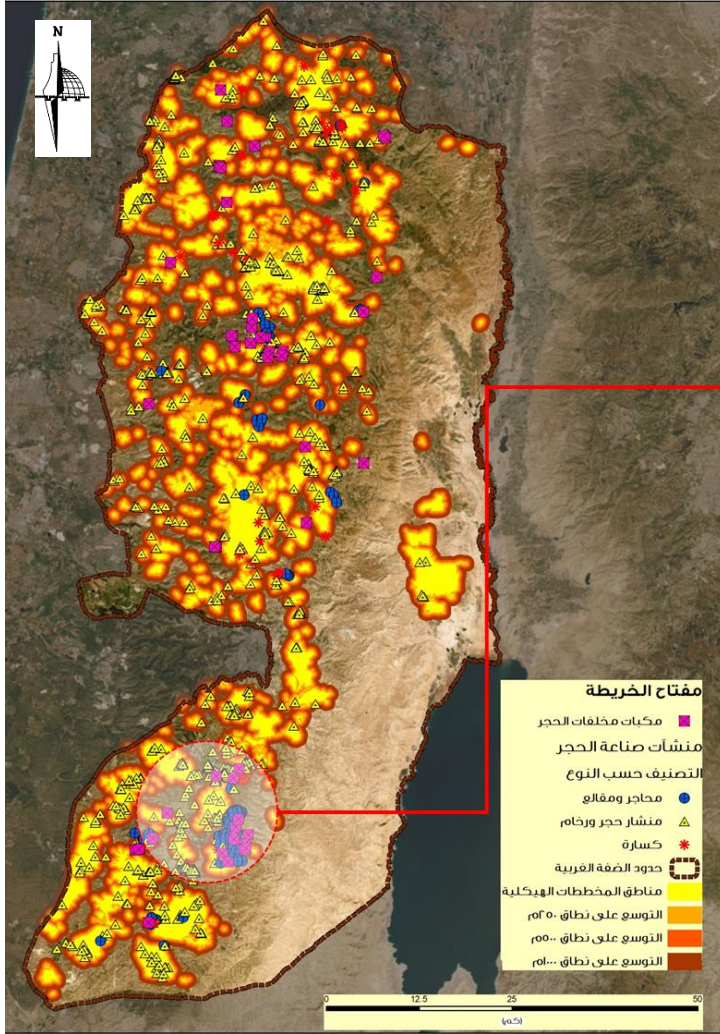 N
مفتاح الخريطة
مكبات مخلفات الحجر
منشآت صناعة الحجر
التصنيف حسب النوع
محاجر ومقالع
منشار حجر ورخام
كسارة
حدود الضفة الغربية
مناطق المخططات الهيكلية
التوسع على نطاق ٢٥٠م
التوسع على نطاق ٥٠٠م
التوسع على نطاق ١٠٠٠م
0 12.5 25 50
(كم)